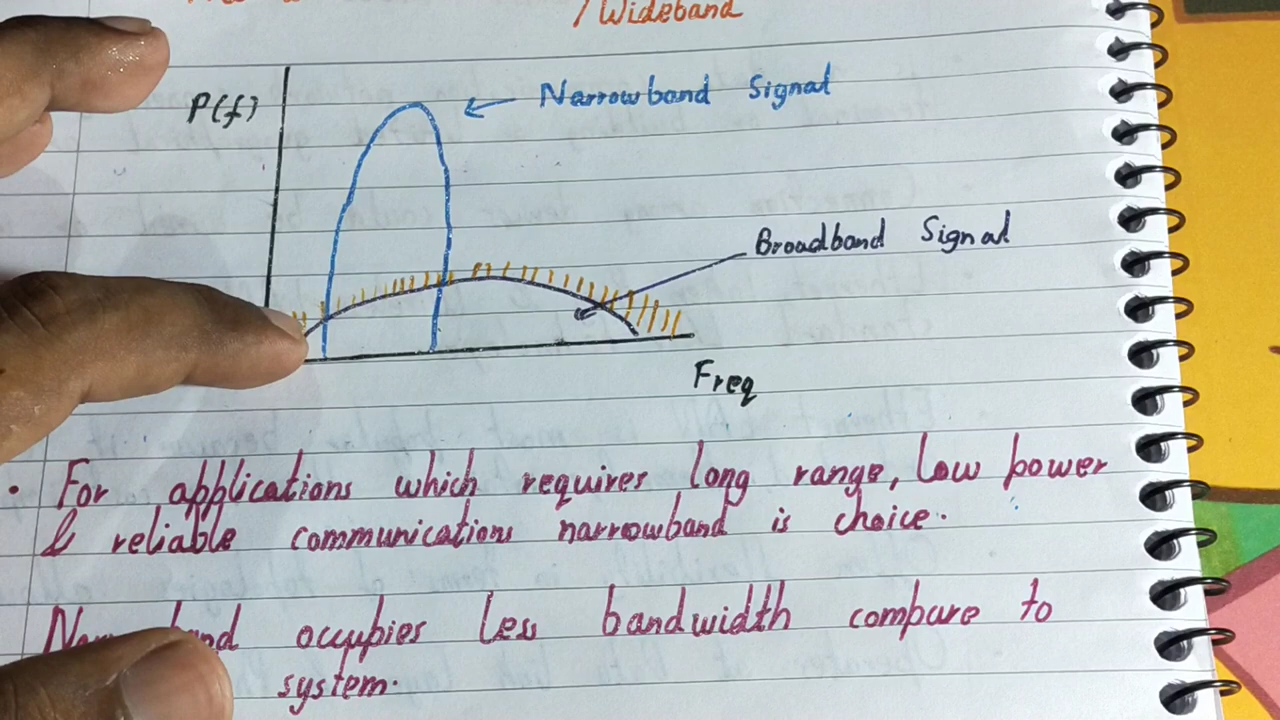 /Wideband
P(f)
Narrowband Signal
Broadband Signal
Freq
• For applications which requires long range, low power
& reliable communications narrowband is choice.
occupies less bandwidth compare to
system.